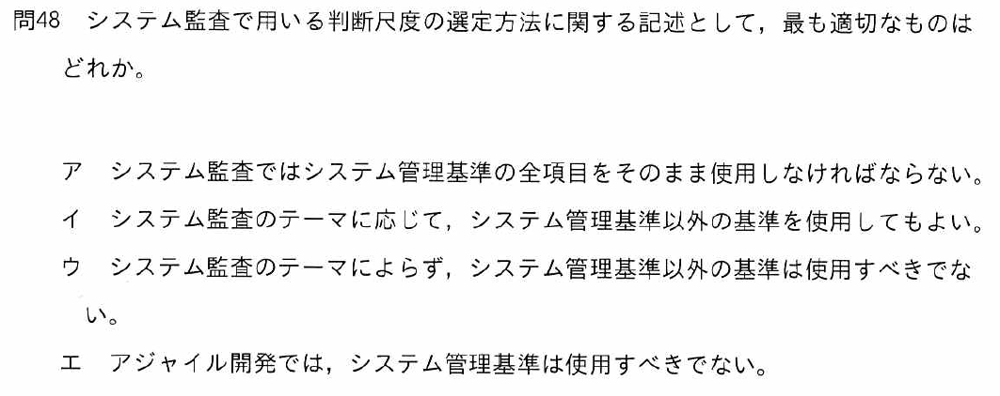 問48 システム監査で用いる判断尺度の選定方法に関する記述として，最も適切なものは
どれか。
ア システム監査ではシステム管理基準の全項目をそのまま使用しなければならない。
イ システム監査のテーマに応じて，システム管理基準以外の基準を使用してもよい。
ウ システム監査のテーマによらず，システム管理基準以外の基準は使用すべきでな
い。
エ アジャイル開発では，システム管理基準は使用すべきでない。